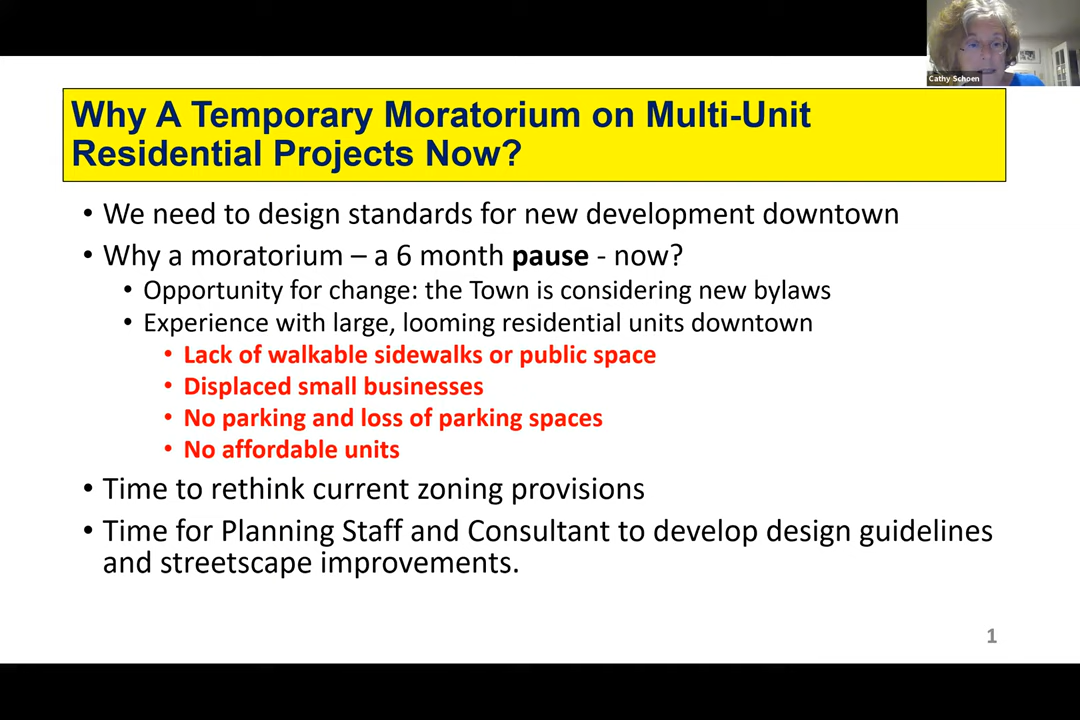 Cathy Schoen
Why A Temporary Moratorium on Multi-Unit
Residential Projects Now?
• We need to design standards for new development downtown
• Why a moratorium – a 6 month pause - now?
• Opportunity for change: the Town is considering new bylaws
• Experience with large, looming residential units downtown
• Lack of walkable sidewalks or public space
• Displaced small businesses
• No parking and loss of parking spaces
• No affordable units
• Time to rethink current zoning provisions
• Time for Planning Staff and Consultant to develop design guidelines
and streetscape improvements.
1